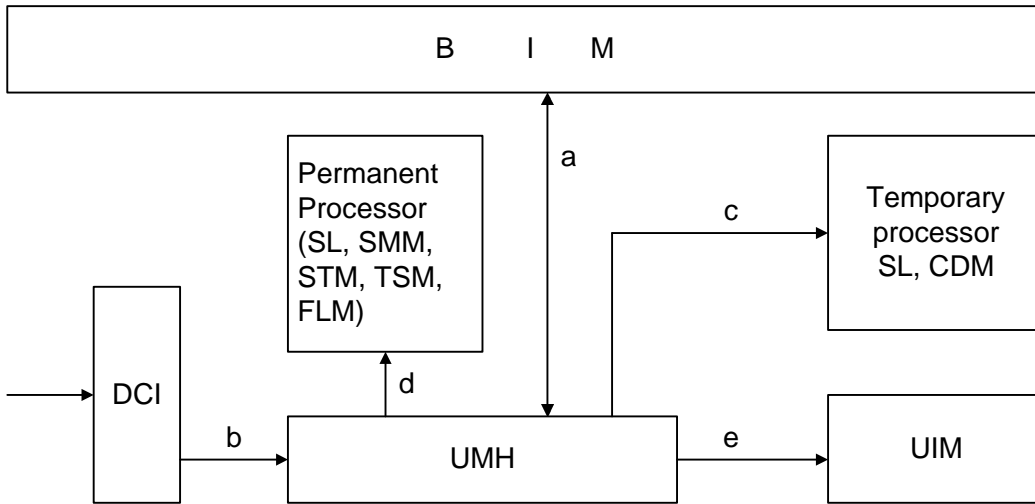 B I M
a
Permanent
Processor
(SL, SMM,
STM, TSM,
FLM)
c
Temporary
processor
SL, CDM
DCI
d
b
UMH
e
UIM